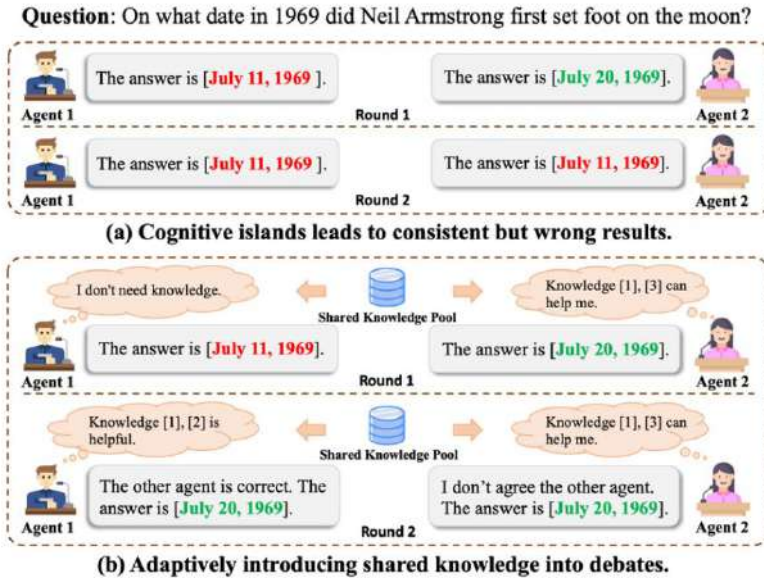 Question: On what date in 1969 did Neil Armstrong first set foot on the moon?
The answer is [July 11, 1969 ].
The answer is [July 20, 1969].
Agent 1
Round 1
Agent 2
The answer is [July 11, 1969 ].
The answer is [July 11, 1969].
Agent 1
Round 2
Agent 2
(a) Cognitive islands leads to consistent but wrong results.
I don't need knowledge.
Shared Knowledge Pool
Knowledge [1], [3] can
help me.
The answer is [July 11, 1969].
The answer is [July 20, 1969].
Agent 1
Round 1
Agent 2
Knowledge [1], [2] is
helpful.
Shared Knowledge Pool
Knowledge [1], [3] can
help me.
The other agent is correct. The
answer is [July 20, 1969].
I don't agree the other agent.
The answer is [July 20, 1969].
Agent 1
Round 2
Agent 2
(b) Adaptively introducing shared knowledge into debates.